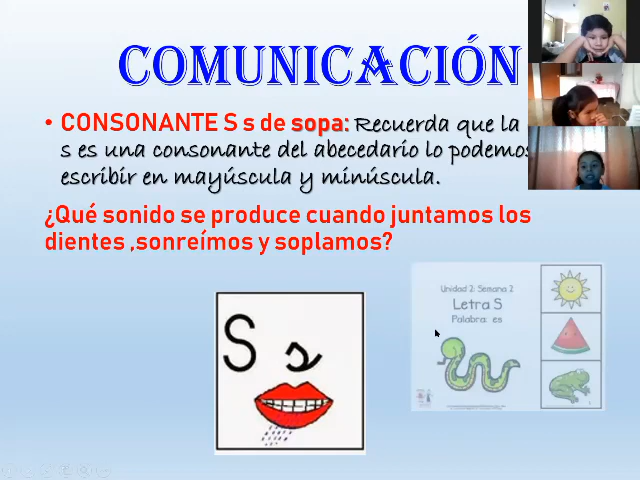 COMUNICACIÓN
• CONSONANTE S s de sopa: Recuerda que la
s es una consonante del abecedario lo podemos
escribir en mayúscula y minúscula.
¿Qué sonido se produce cuando juntamos los
dientes ,sonreímos y soplamos?
S s
Unidad 2: Semana 2
Letra S
Palabra: es